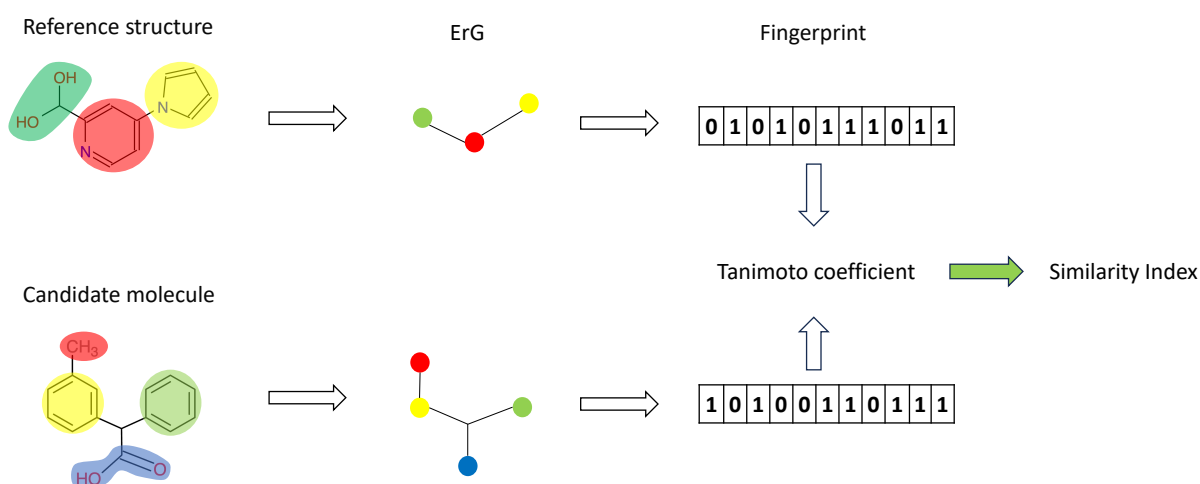 Reference structure
ErG
Fingerprint
OH
HO
N
N
0 1 0 1 0 1 1 1 0 1 1
Tanimoto coefficient
Similarity Index
Candidate molecule
CH3
HO
O
1 0 1 0 0 1 1 0 1 1 1